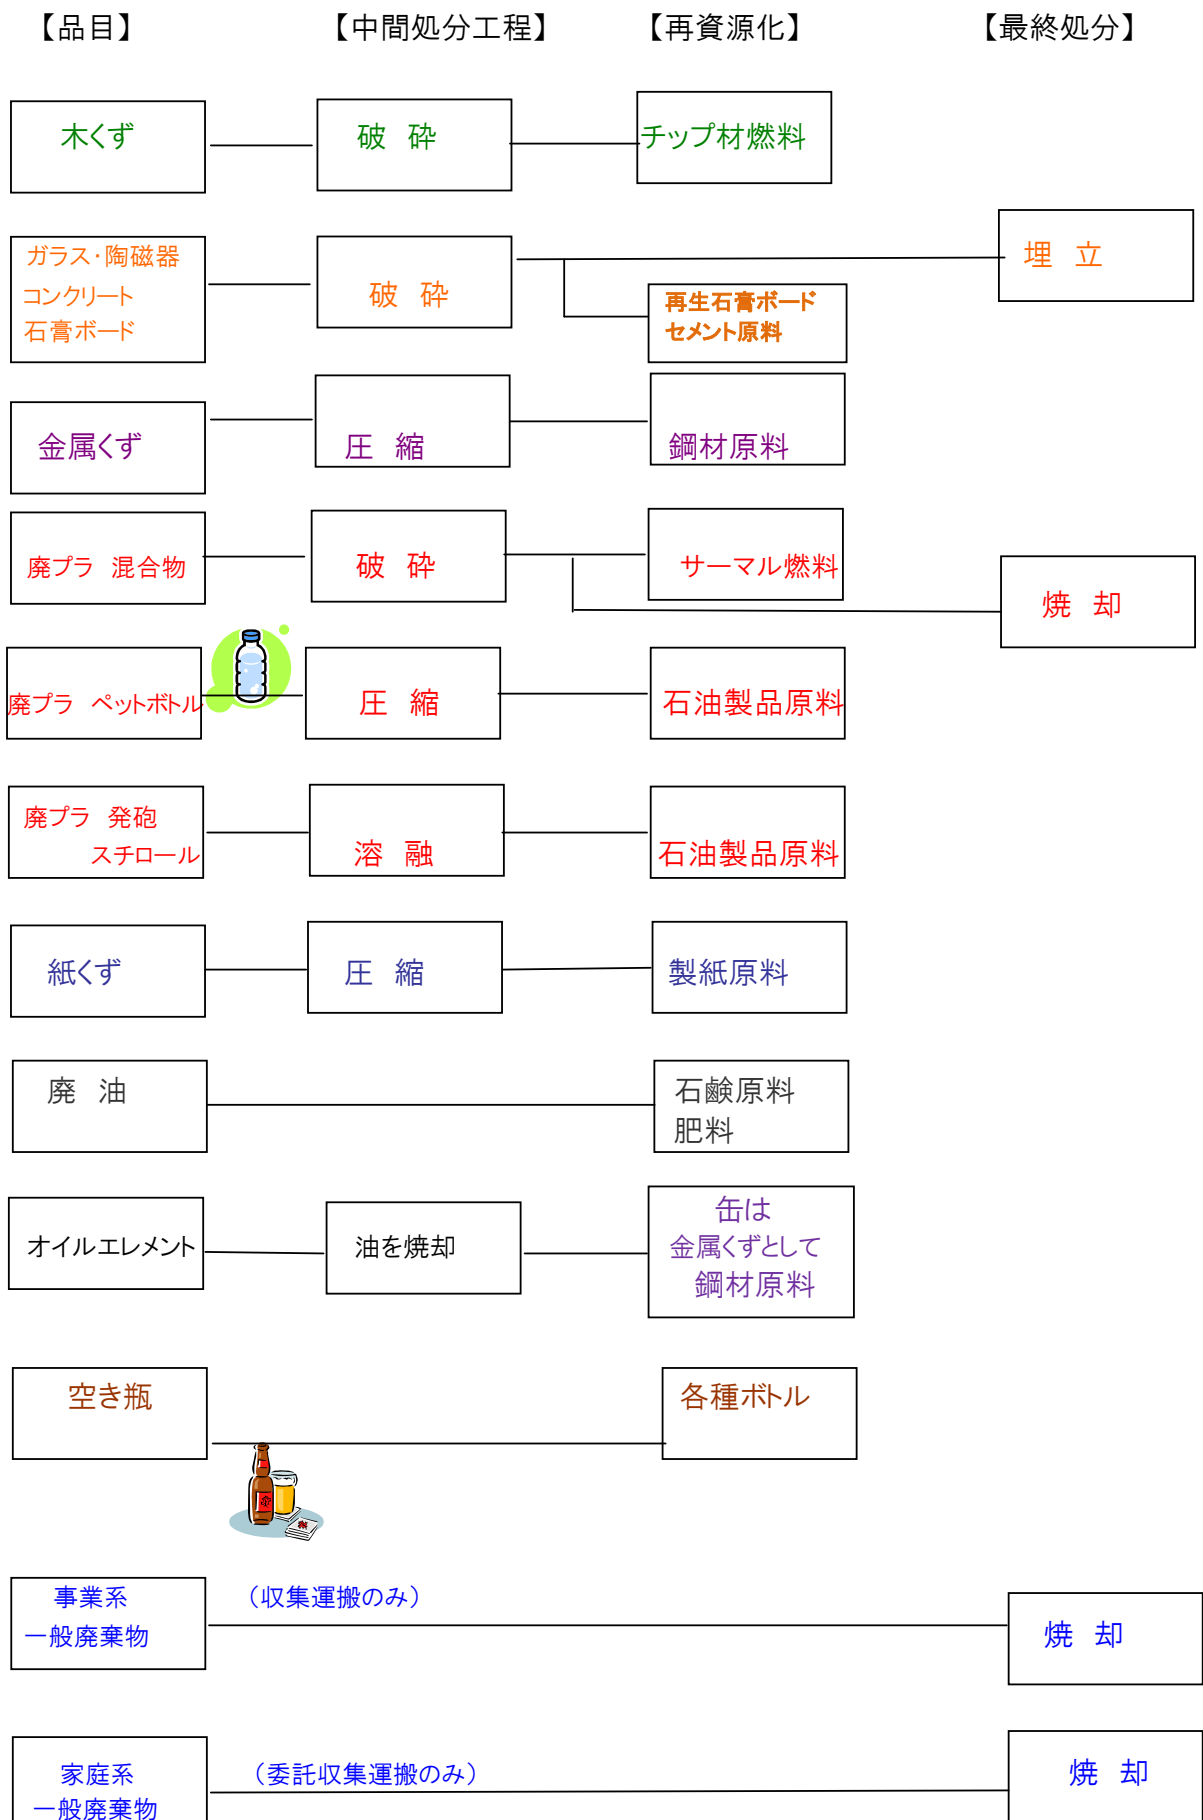 【品目】 【中間処分工程】 【再資源化】 【最終処分】
木くず 破 砕 チップ材燃料
ガラス・陶磁器
コンクリート
石膏ボード
破 砕
埋 立
再生石膏ボード
セメント原料
金属くず 圧 縮 鋼材原料
廃プラ 混合物 破 砕 サーマル燃料
焼 却
廃プラ ペットボトル 圧 縮 石油製品原料
廃プラ 発砲
スチロール
溶 融 石油製品原料
紙くず 圧 縮 製紙原料
廃 油
石鹸原料
肥料
オイルエレメント 油を焼却
缶は
金属くずとして
鋼材原料
空き瓶 各種ボトル
事業系
一般廃棄物
（収集運搬のみ）
焼 却
家庭系
一般廃棄物
（委託収集運搬のみ）
焼 却